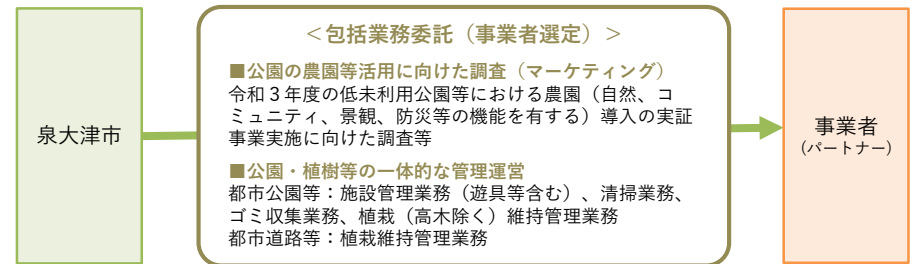 泉大津市
＜包括業務委託（事業者選定）＞
■公園の農園等活用に向けた調査（マーケティング）
令和３年度の低未利用公園等における農園（自然、コ
ミュニティ、景観、防災等の機能を有する）導入の実証
事業実施に向けた調査等
■公園・植樹等の一体的な管理運営
都市公園等：施設管理業務（遊具等含む）、清掃業務、
ゴミ収集業務、植栽（高木除く）維持管理業務
都市道路等：植栽維持管理業務
事業者
（パートナー）